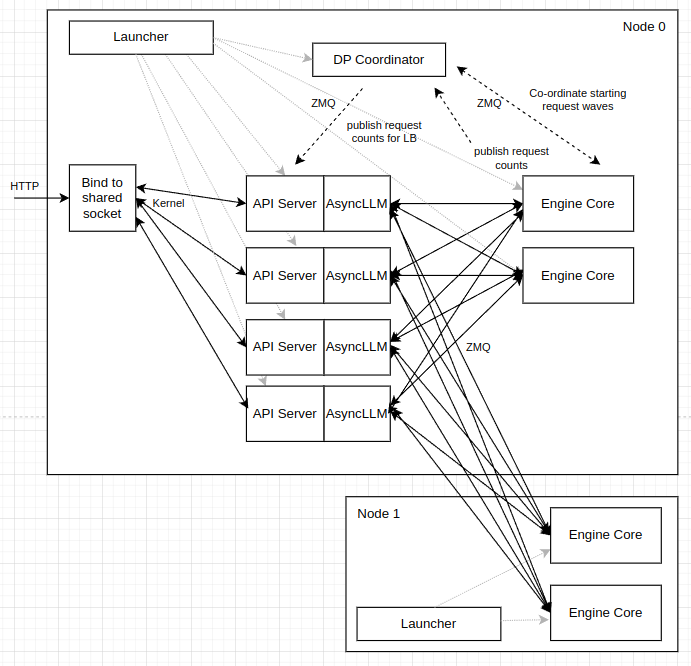 Node 0
Launcher
DP Coordinator
ZMQ
publish request
counts for LB
ZMQ
Co-ordinate starting
request waves
publish request
counts
HTTP
Bind to
shared
socket
Kernel
API Server
AsyncLLM
Engine Core
API Server
AsyncLLM
Engine Core
API Server
AsyncLLM
ZMQ
API Server
AsyncLLM
Node 1
Engine Core
Engine Core
Launcher